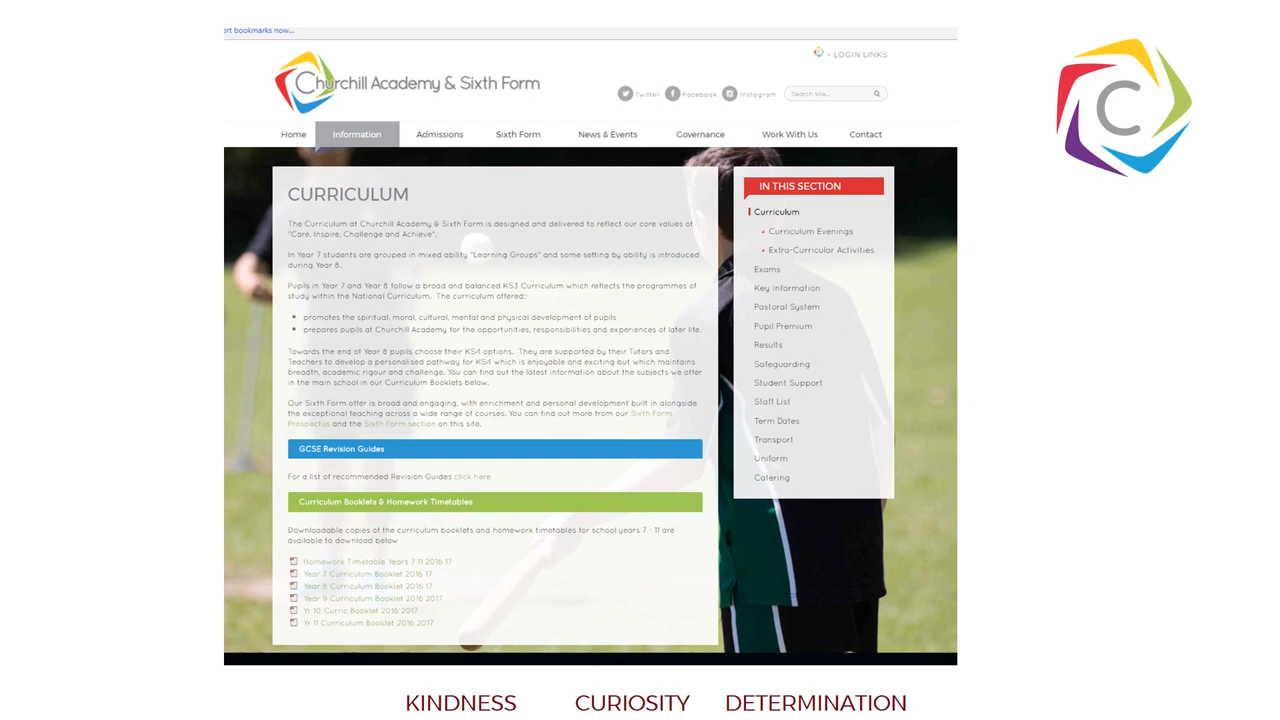 ort bookmarks now...
= LOGIN LINKS
Churchill Academy & Sixth Form
Twitter Facebook Instagram Search site...
Home Information Admissions Sixth Form News & Events Governance Work With Us Contact
CURRICULUM
The Curriculum at Churchill Academy & Sixth Form is designed and delivered to reflect our core values of
"Care, Inspire, Challenge and Achieve".
In Year 7 students are grouped in mixed ability "Learning Groups" and some setting by ability is introduced
during Year 8.
Pupils in Year 7 and Year 8 follow a broad and balanced KS3 Curriculum which reflects the programmes of
study within the National Curriculum. The curriculum offered;-
promotes the spiritual, moral, cultural, mental and physical development of pupils
prepares pupils at Churchill Academy for the opportunities, responsibilities and experiences of later life.
Towards the end of Year 8 pupils choose their KS4 options. They are supported by their Tutors and
Teachers to develop a personalised pathway for KS4 which is enjoyable and exciting but which maintains
breadth, academic rigour and challenge. You can find out the latest information about the subjects we offer
in the main school in our Curriculum Booklets below.
Our Sixth Form offer is broad and engaging, with enrichment and personal development built in alongside
the exceptional teaching across a wide range of courses. You can find out more from our Sixth Form
Prospectus and the Sixth Form section on this site.
GCSE Revision Guides
For a list of recommended Revision Guides click here
Curriculum Booklets & Homework Timetables
Downloadable copies of the curriculum booklets and homework timetables for school years 7 - 11 are
available to download below
Homework Timetable Years 7 11 2016 17
Year 7 Curriculum Booklet 2016 17
Year 8 Curriculum Booklet 2016 17
Year 9 Curriculum Booklet 2016 2017
Yr 10 Curric Booklet 2016 2017
Yr 11 Curriculum Booklet 2016 2017
IN THIS SECTION
Curriculum
Curriculum Evenings
Extra-Curricular Activities
Exams
Key Information
Pastoral System
Pupil Premium
Results
Safeguarding
Student Support
Staff List
Term Dates
Transport
Uniform
Catering
C
KINDNESS CURIOSITY DETERMINATION